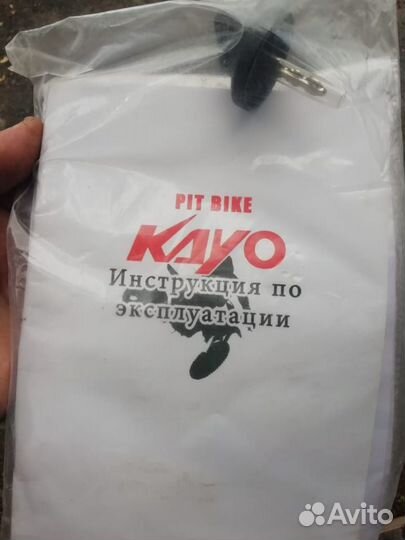 PIT BIKE
KAYO
Инструкция по
эксплуатации
Avito